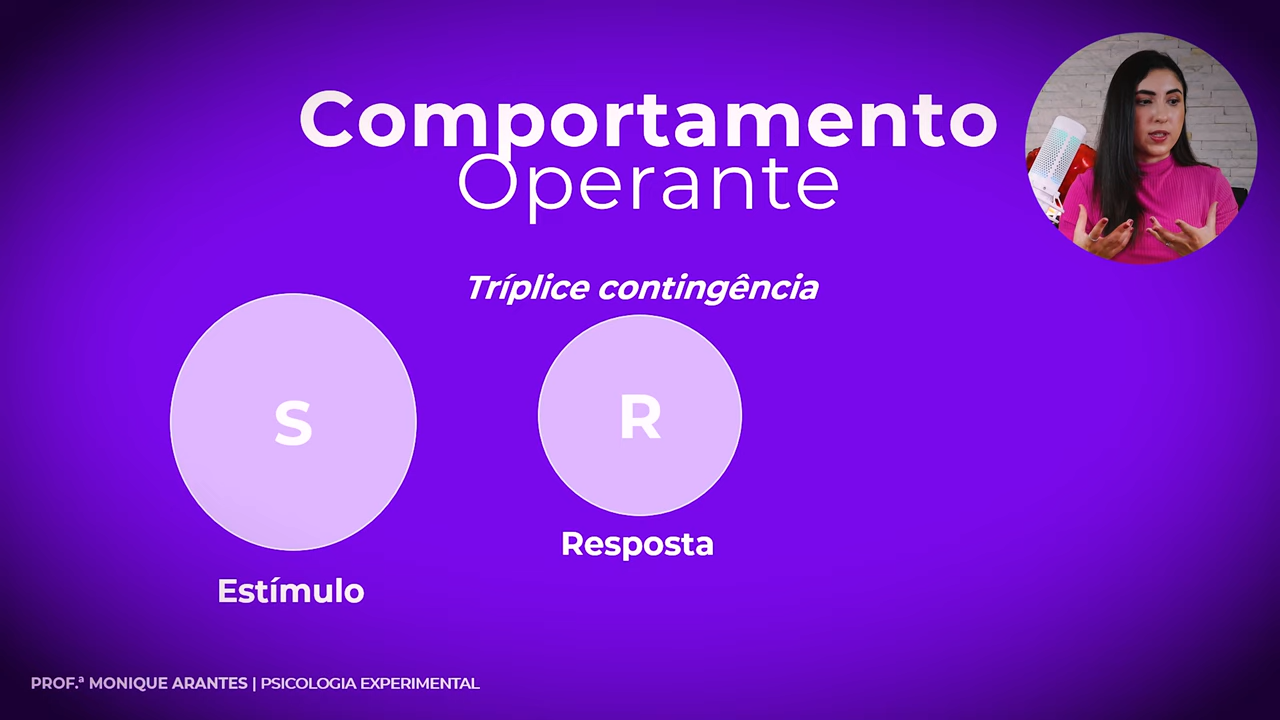 Comportamento
Operante
Tríplice contingência
S
R
Resposta
Estímulo
PROF.ª MONIQUE ARANTES | PSICOLOGIA EXPERIMENTAL